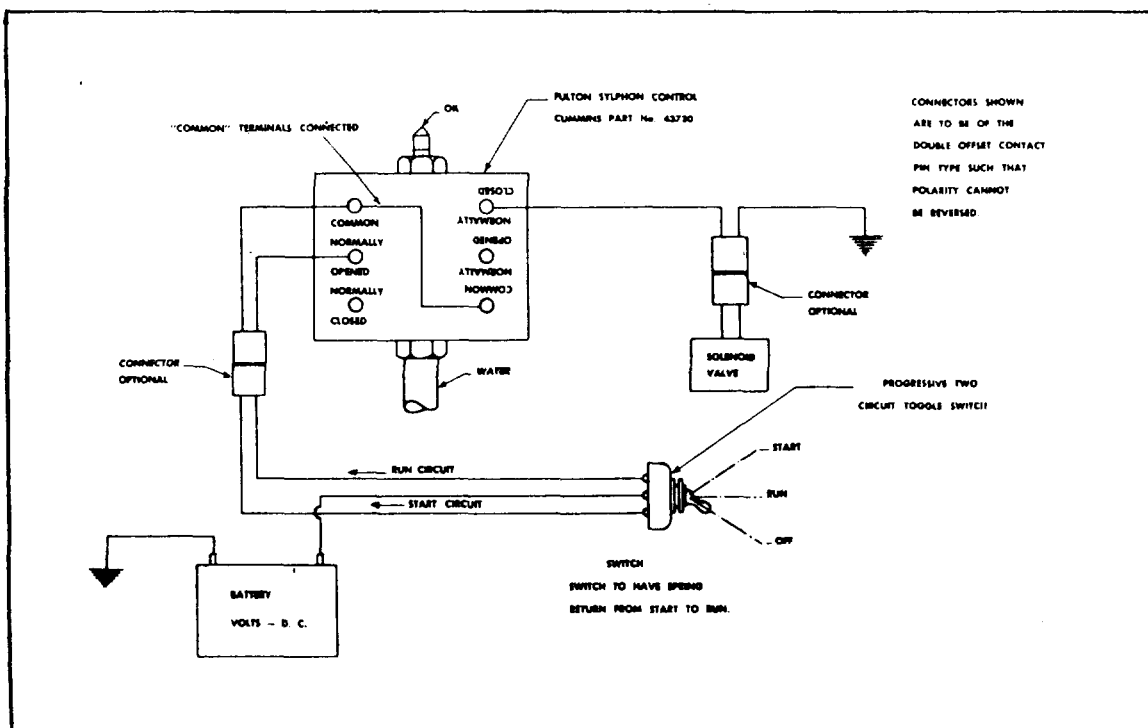 OIL
FULTON SYLPHON CONTROL
CUMMINS PART No. 43730
"COMMON" TERMINALS CONNECTED
CONNECTORS SHOWN
ARE TO BE OF THE
DOUBLE OFFSET CONTACT
PIN TYPE SUCH THAT
POLARITY CANNOT
BE REVERSED
COMMON
NORMALLY
OPENED
NORMALLY
CLOSED
CLOSED
NORMALLY
OPENED
NORMALLY
COMMON
CONNECTOR
OPTIONAL
WATER
CONNECTOR
OPTIONAL
SOLENOID
VALVE
PROGRESSIVE TWO
CIRCUIT TOGGLE SWITCH
START
RUN
OFF
RUN CIRCUIT
START CIRCUIT
SWITCH
SWITCH TO HAVE SPRING
RETURN FROM START TO RUN.
BATTERY
VOLTS - D. C.